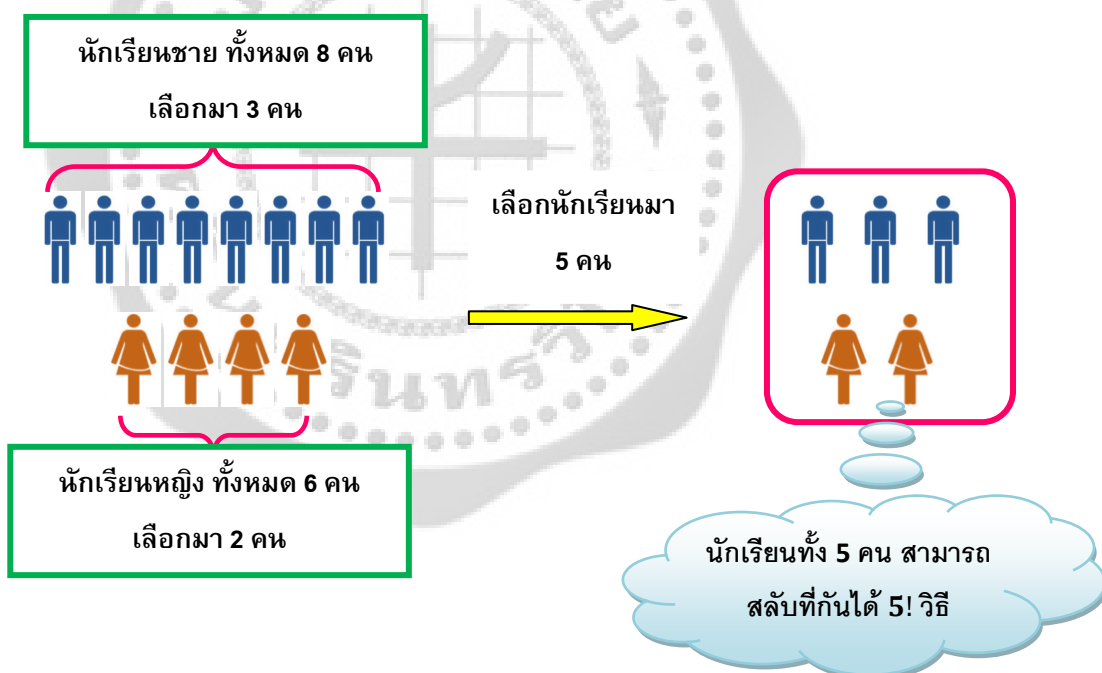 นักเรียนชาย ทั้งหมด 8 คน
เลือกมา 3 คน
เลือกนักเรียนมา
5 คน
นักเรียนหญิง ทั้งหมด 6 คน
เลือกมา 2 คน
นักเรียนทั้ง 5 คน สามารถ
สลับที่กันได้ 5! วิธี